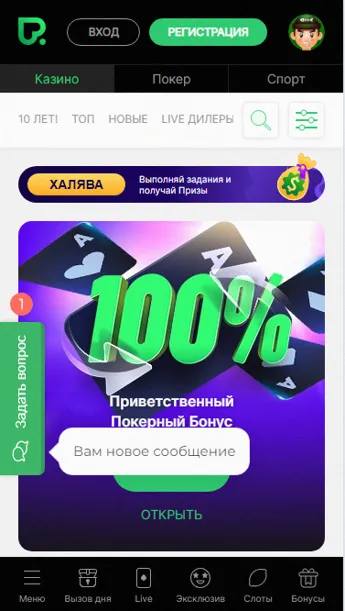 ВХОД
РЕГИСТРАЦИЯ
Казино
Покер
Спорт
10 ЛЕТ!
ТОП
НОВЫЕ
LIVE ДИЛЕРЫ
ХАЛЯВА
Выполняй задания и
получай Призы
A
A
A
100%
1
Задать вопрос
Приветственный
Покерный Бонус
Вам новое сообщение
ОТКРЫТЬ
Меню
Вызов дня
Live
Эксклюзив
Слоты
Бонусы